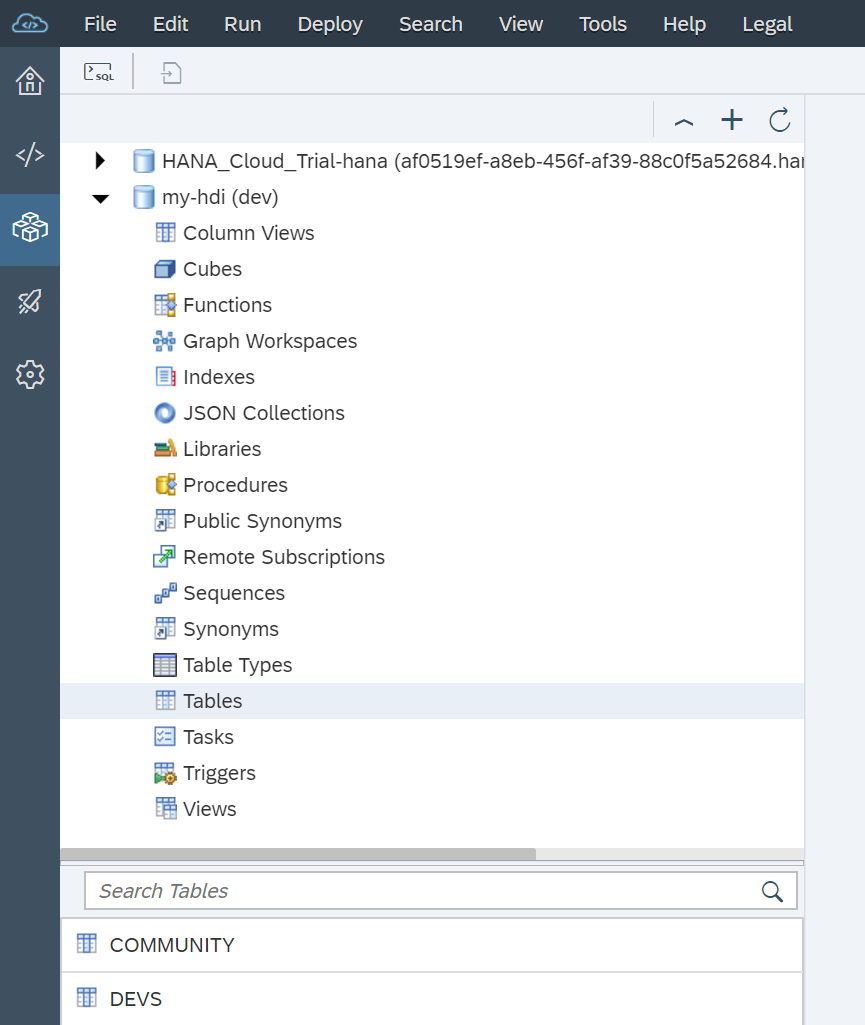 File Edit Run Deploy Search View Tools Help Legal
SQL
HANA_Cloud_Trial-hana (af0519ef-a8eb-456f-af39-88c0f5a52684.har
my-hdi (dev)
Column Views
Cubes
Functions
Graph Workspaces
Indexes
JSON Collections
Libraries
Procedures
Public Synonyms
Remote Subscriptions
Sequences
Synonyms
Table Types
Tables
Tasks
Triggers
Views
Search Tables
COMMUNITY
DEVS